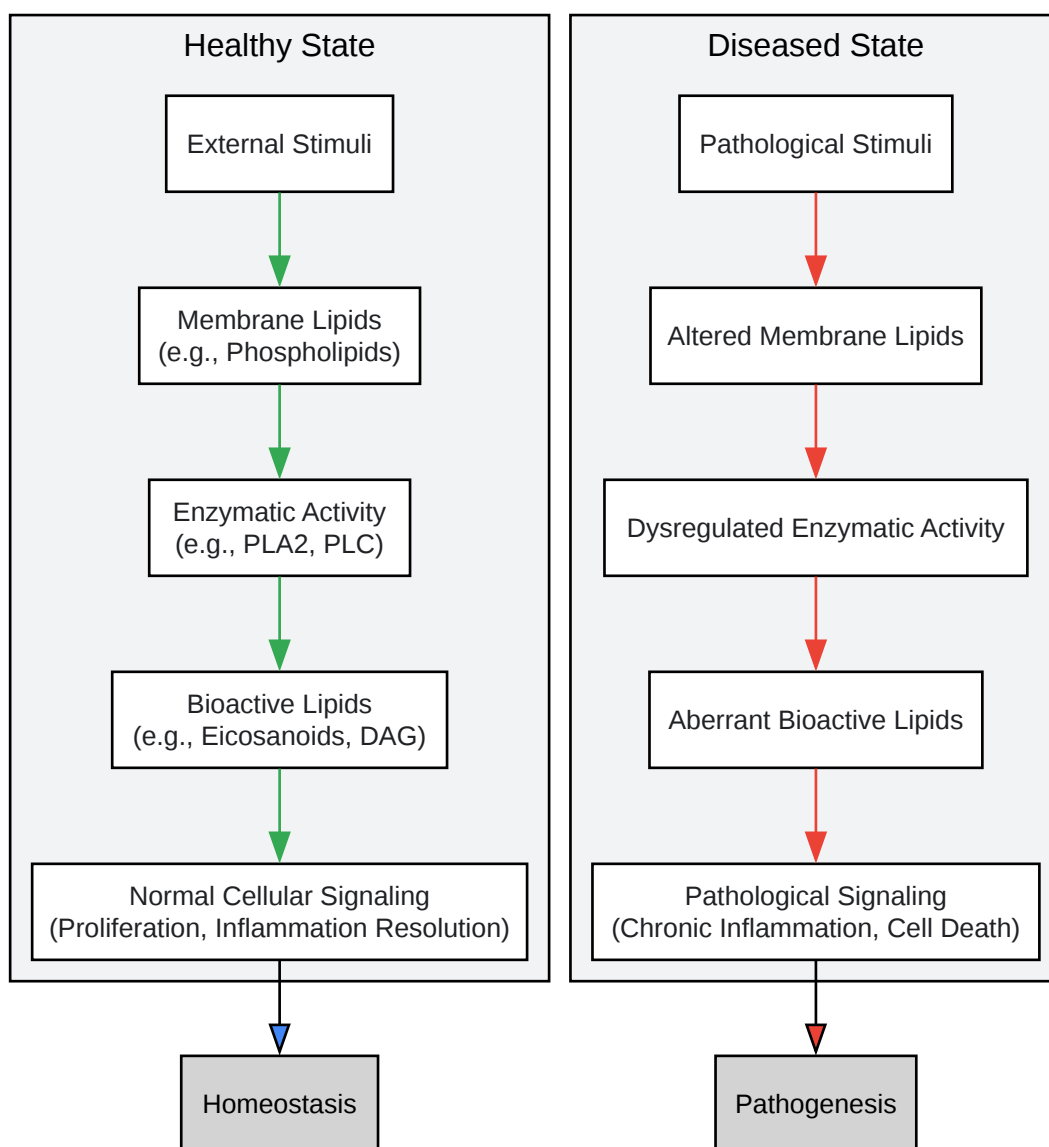 Healthy State
External Stimuli
Membrane Lipids
(e.g., Phospholipids)
Enzymatic Activity
(e.g., PLA2, PLC)
Bioactive Lipids
(e.g., Eicosanoids, DAG)
Normal Cellular Signaling
(Proliferation, Inflammation Resolution)
Homeostasis
Diseased State
Pathological Stimuli
Altered Membrane Lipids
Dysregulated Enzymatic Activity
Aberrant Bioactive Lipids
Pathological Signaling
(Chronic Inflammation, Cell Death)
Pathogenesis